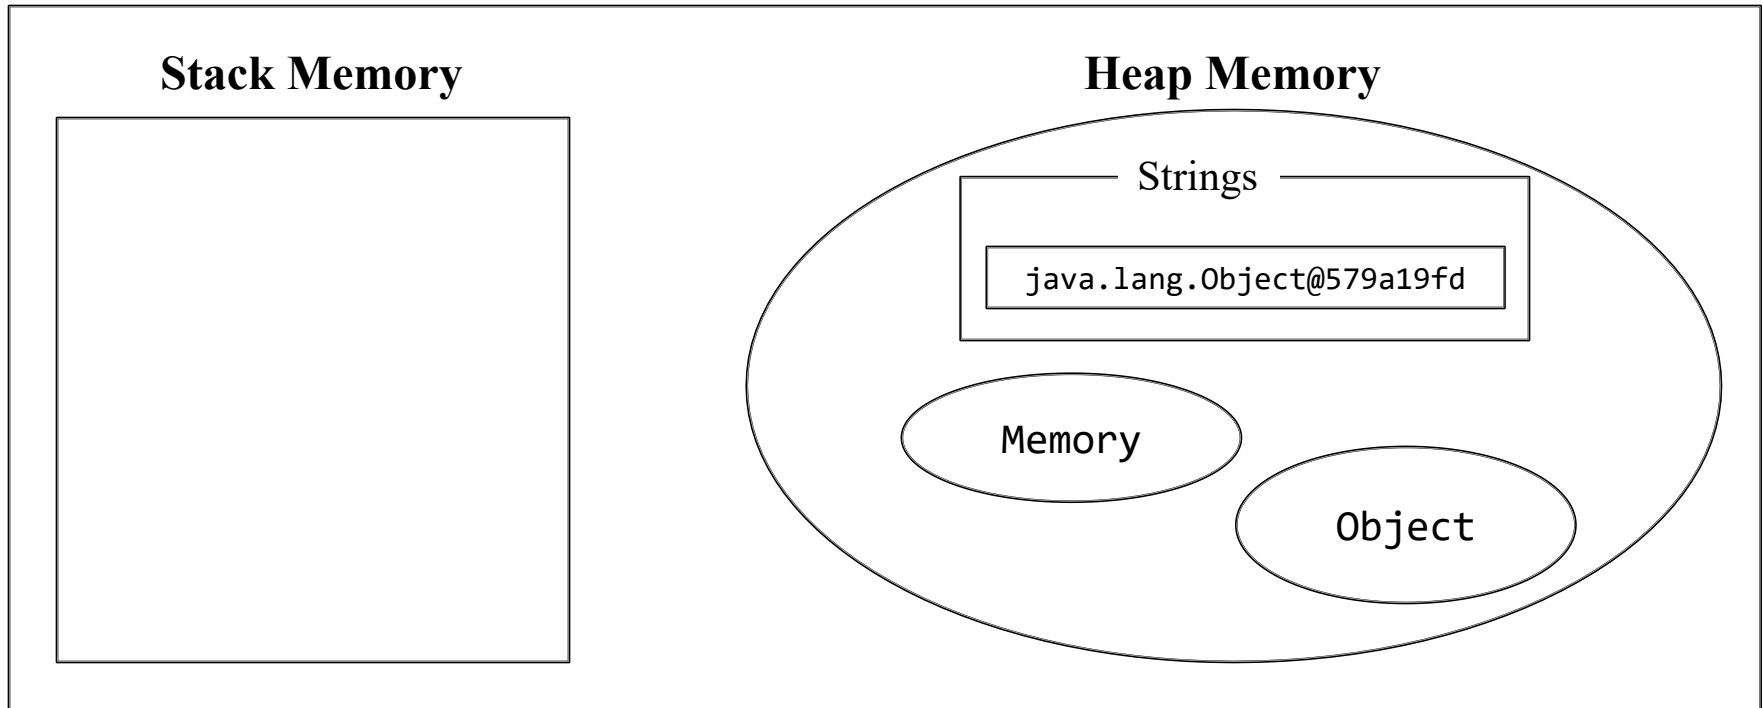 Stack Memory
Heap Memory
Strings
java.lang.Object@579a19fd
Memory
Object